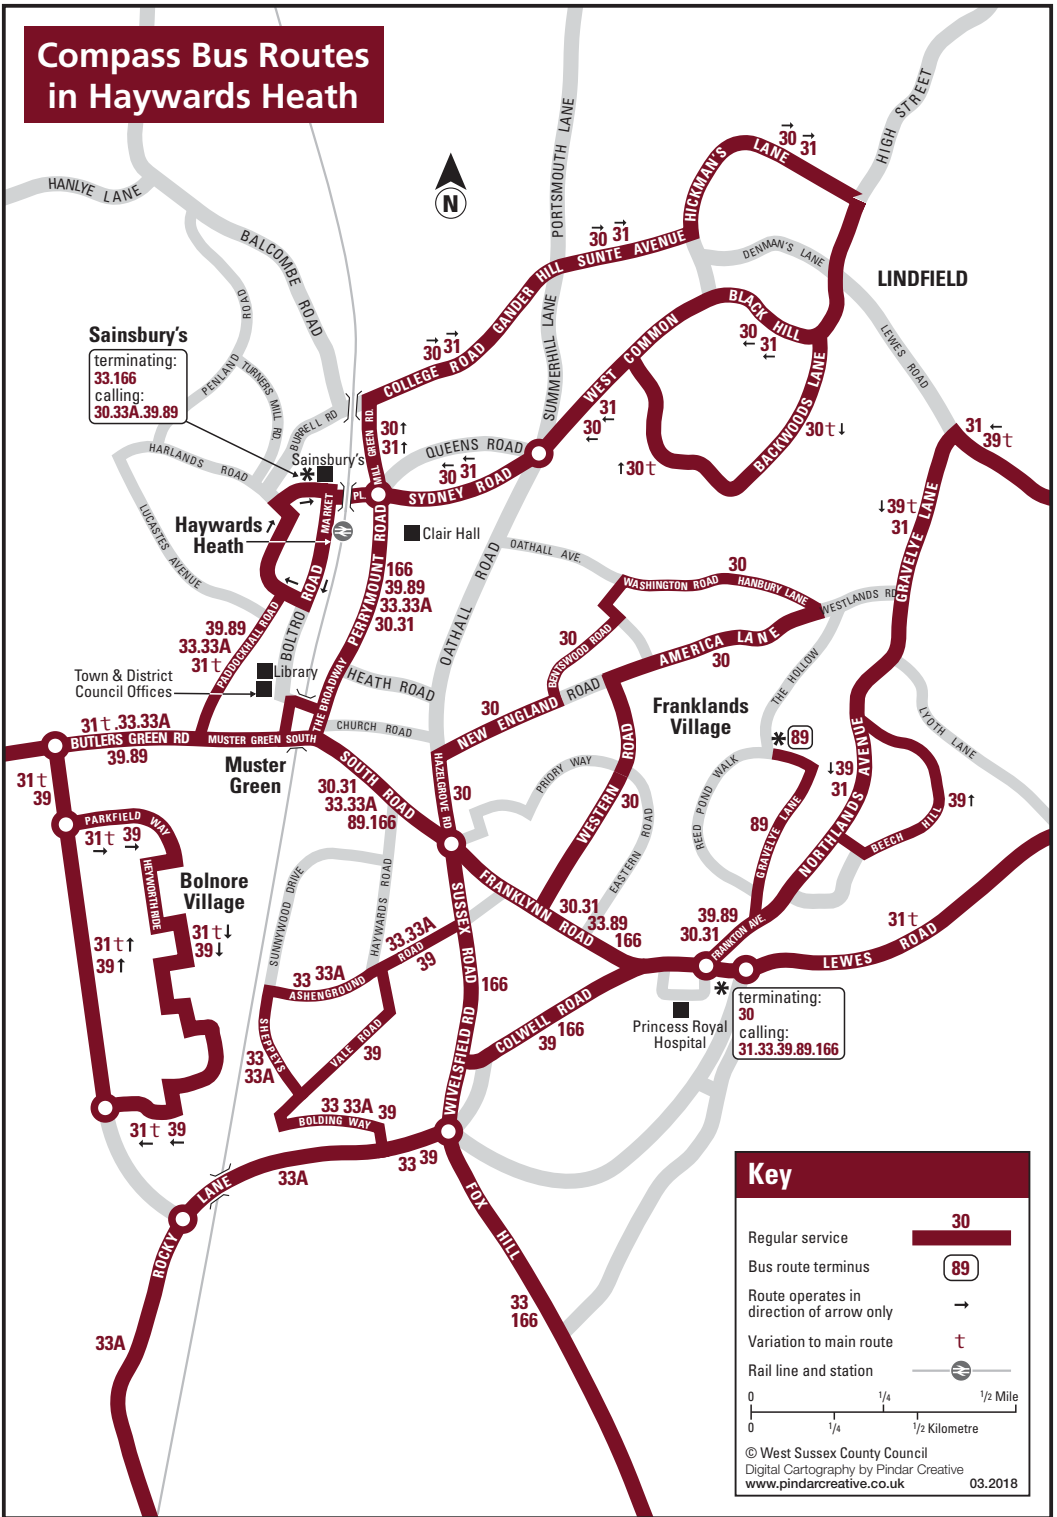 Compass Bus Routes
in Haywards Heath
HANLYE LANE
BALCOMBE ROAD
PORTSMOUTH LANE
HIGH STREET
N
30 31
HICKMAN'S LANE
30 31
GANDER HILL SUNTE AVENUE
DENMAN'S LANE
LINDFIELD
PENLAND ROAD
TURNERS MILL RD
BURRELL RD
HARLANDS ROAD
LUCASTES AVENUE
Sainsbury's
terminating:
33.166
calling:
30.33A.39.89
30 31
COLLEGE ROAD
SUMMERHILL LANE
WEST COMMON
BLACK HILL
30
31
LEWES ROAD
BACKWOODS LANE
30t
30t
31
30
MILL GREEN RD.
30
31
QUEENS ROAD
30 31
SYDNEY ROAD
Sainsbury's
MARKET PL.
Haywards
Heath
Clair Hall
31
39t
39t
31
GRAVELYE LANE
BOLTRO ROAD
PERRYMOUNT ROAD
166
39.89
33.33A
30.31
OATHALL ROAD
OATHALL AVE.
30
WASHINGTON ROAD
HANBURY LANE
WESTLANDS RD
39.89
33.33A
31t
PADDOCKHALL ROAD
30
BENTSWOOD ROAD
AMERICA LANE
30
THE HOLLOW
Town & District
Council Offices
Library
HEATH ROAD
THE BROADWAY
CHURCH ROAD
30
NEW ENGLAND ROAD
Franklands
Village
89
LYOTH LANE
31t.33.33A
BUTLERS GREEN RD
39.89
MUSTER GREEN SOUTH
Muster
Green
30.31
33.33A
89.166
SOUTH ROAD
HAZELGROVE RD
30
PRIORY WAY
WESTERN ROAD
30
EASTERN ROAD
REED POND WALK
89
GRAVELYE LANE
39
31
NORTHLANDS AVENUE
39
BEECH HILL
31t
39
PARKFIELD WAY
31t 39
HEYWORTH RIDE
Bolnore
Village
31t
39
31t
39
31t 39
SUNNYWOOD DRIVE
HAYWARDS ROAD
33.33A
39
33 33A
ASHENGROUND ROAD
SHEPPEYS
33
33A
VALE ROAD
39
33 33A 39
BOLDING WAY
SUSSEX ROAD
166
WIVELSFIELD RD
FRANKLYNN ROAD
30.31
33.89
166
COLWELL ROAD
166
39
39.89
30.31
FRANKTON AVE.
31t
LEWES ROAD
Princess Royal
Hospital
terminating:
30
calling:
31.33.39.89.166
33A
33 39
ROCKY LANE
33A
FOX HILL
33
166
Key
Regular service
30
Bus route terminus
89
Route operates in
direction of arrow only
Variation to main route
t
Rail line and station
0 1/4 1/2 Mile
0 1/4 1/2 Kilometre
© West Sussex County Council
Digital Cartography by Pindar Creative
www.pindarcreative.co.uk 03.2018